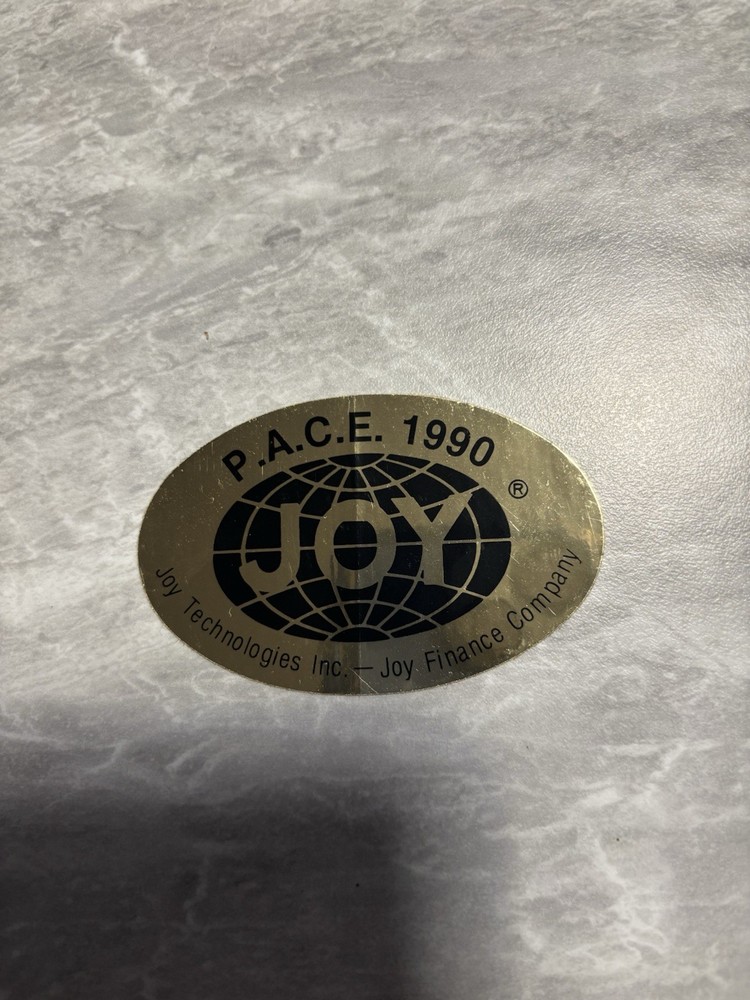 P.A.C.E. 1990
®
JOY
Joy Technologies Inc. — Joy Finance Company